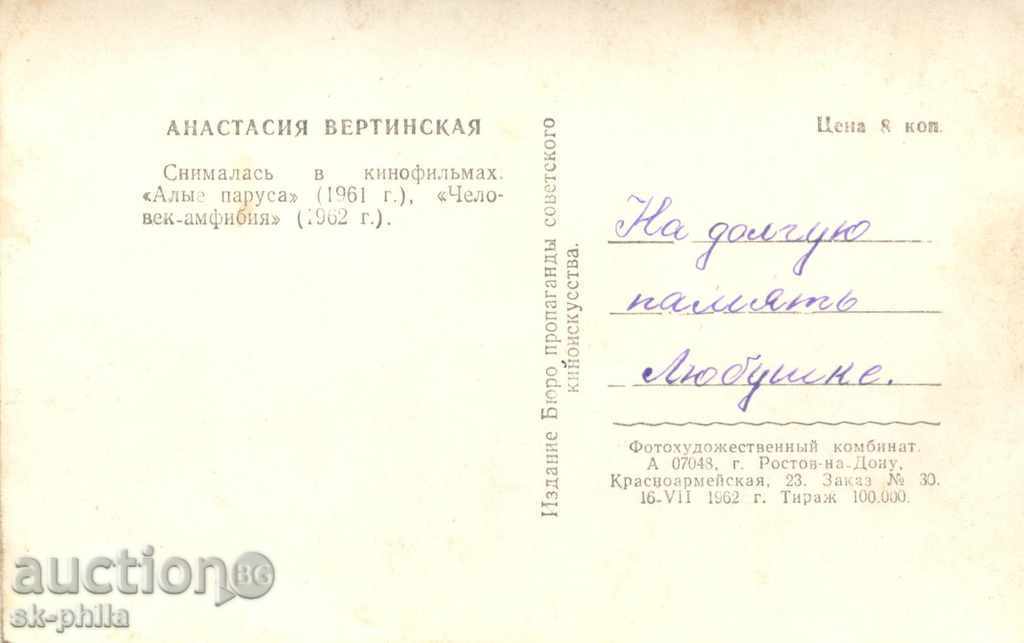 АНАСТАСИЯ ВЕРТИНСКАЯ
Снималась в кинофильмах.
«Алые паруса» (1961 г.), «Чело-
век-амфибия» (1962 г.).
Издание Бюро пропаганды советского
киноискусства.
Цена 8 коп.
На долгую
память
Любушке.
Фотохудожественный комбинат.
А 07048, г. Ростов-на-Дону,
Красноармейская, 23. Заказ № 30.
16-VII 1962 г. Тираж 100.000.
auction BG
sk-philla